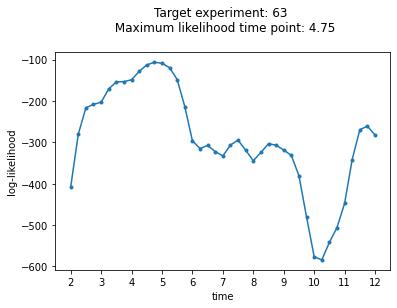 Target experiment: 63
Maximum likelihood time point: 4.75
−100
−200
−300
−400
−500
−600
log-likelihood
2 3 4 5 6 7 8 9 10 11 12
time